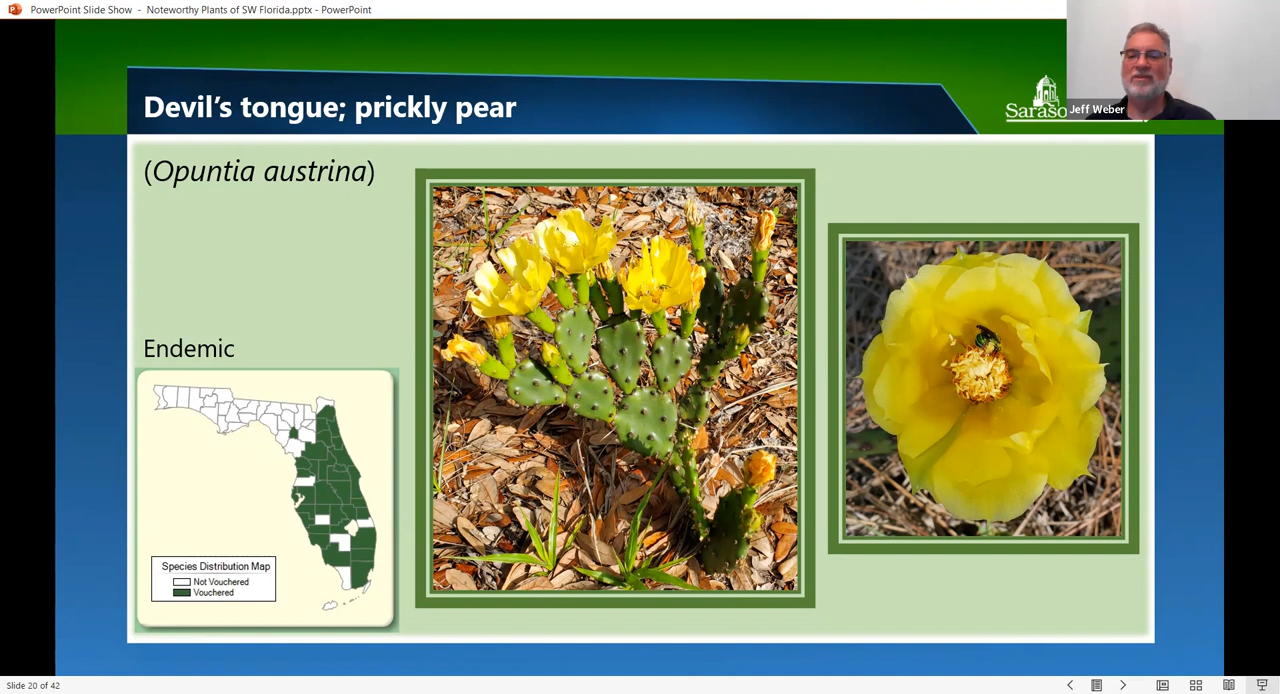 PowerPoint Slide Show - Noteworthy Plants of SW Florida.pptx - PowerPoint
Devil's tongue; prickly pear
Saraso
Jeff Weber
(Opuntia austrina)
Endemic
Species Distribution Map
Not Vouchered
Vouchered
Slide 20 of 42